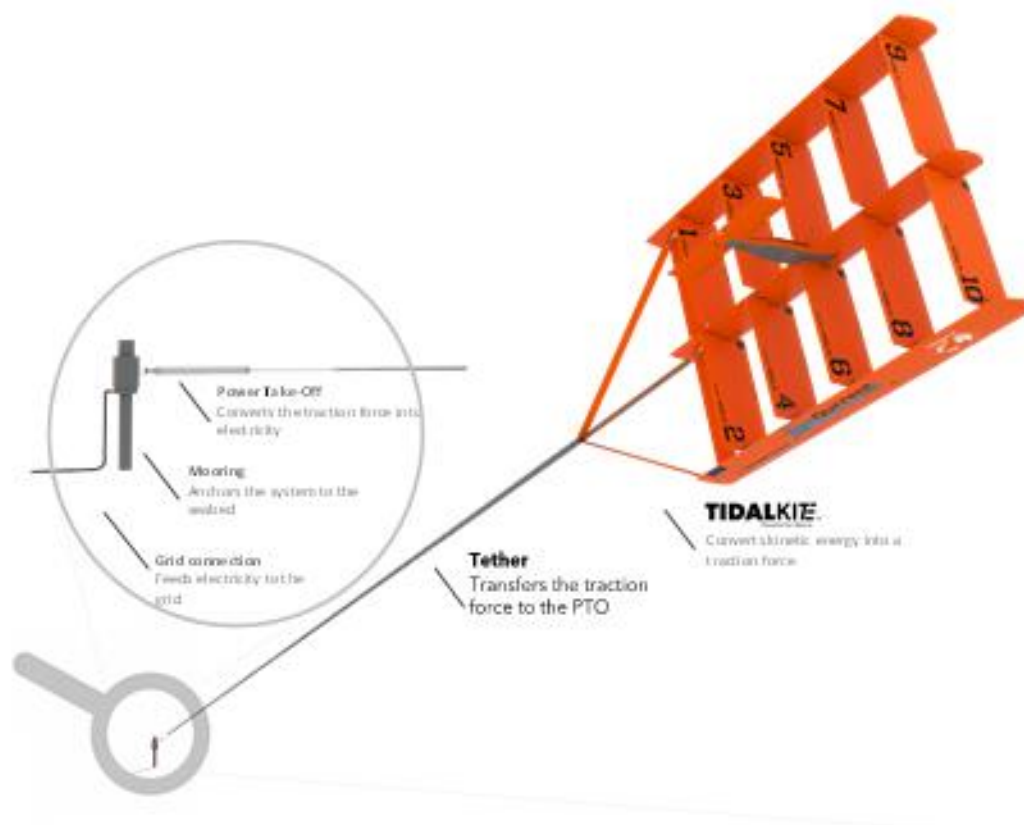 9
7
5
3
1
10
8
6
4
2
Power Take-Off
Converts the traction force into
electricity
Mooring
Anchors the system to the
seabed
Grid connection
Feeds electricity to the
grid
Tether
Transfers the traction
force to the PTO
TIDALKITE
Converts kinetic energy into a
traction force